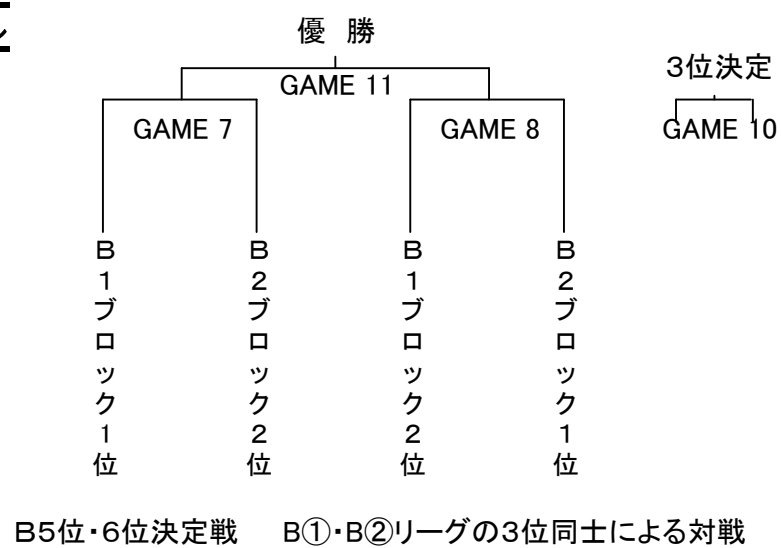 優 勝
GAME 11
3位決定
GAME 7
GAME 8
GAME 10
B1ブロック1位
B2ブロック2位
B1ブロック2位
B2ブロック1位
B5位・6位決定戦 B①・B②リーグの3位同士による対戦